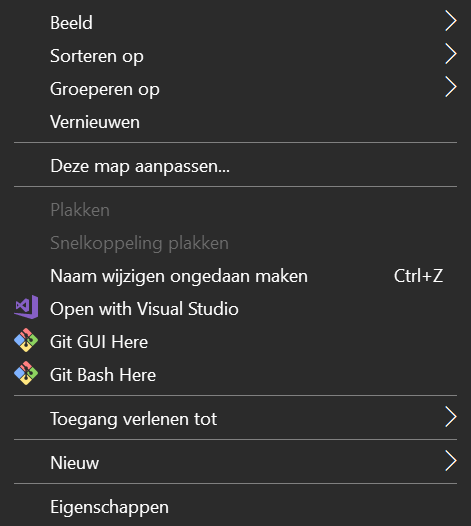 Beeld
Sorteren op
Groeperen op
Vernieuwen
Deze map aanpassen...
Plakken
Snelkoppeling plakken
Naam wijzigen ongedaan maken Ctrl+Z
Open with Visual Studio
Git GUI Here
Git Bash Here
Toegang verlenen tot
Nieuw
Eigenschappen